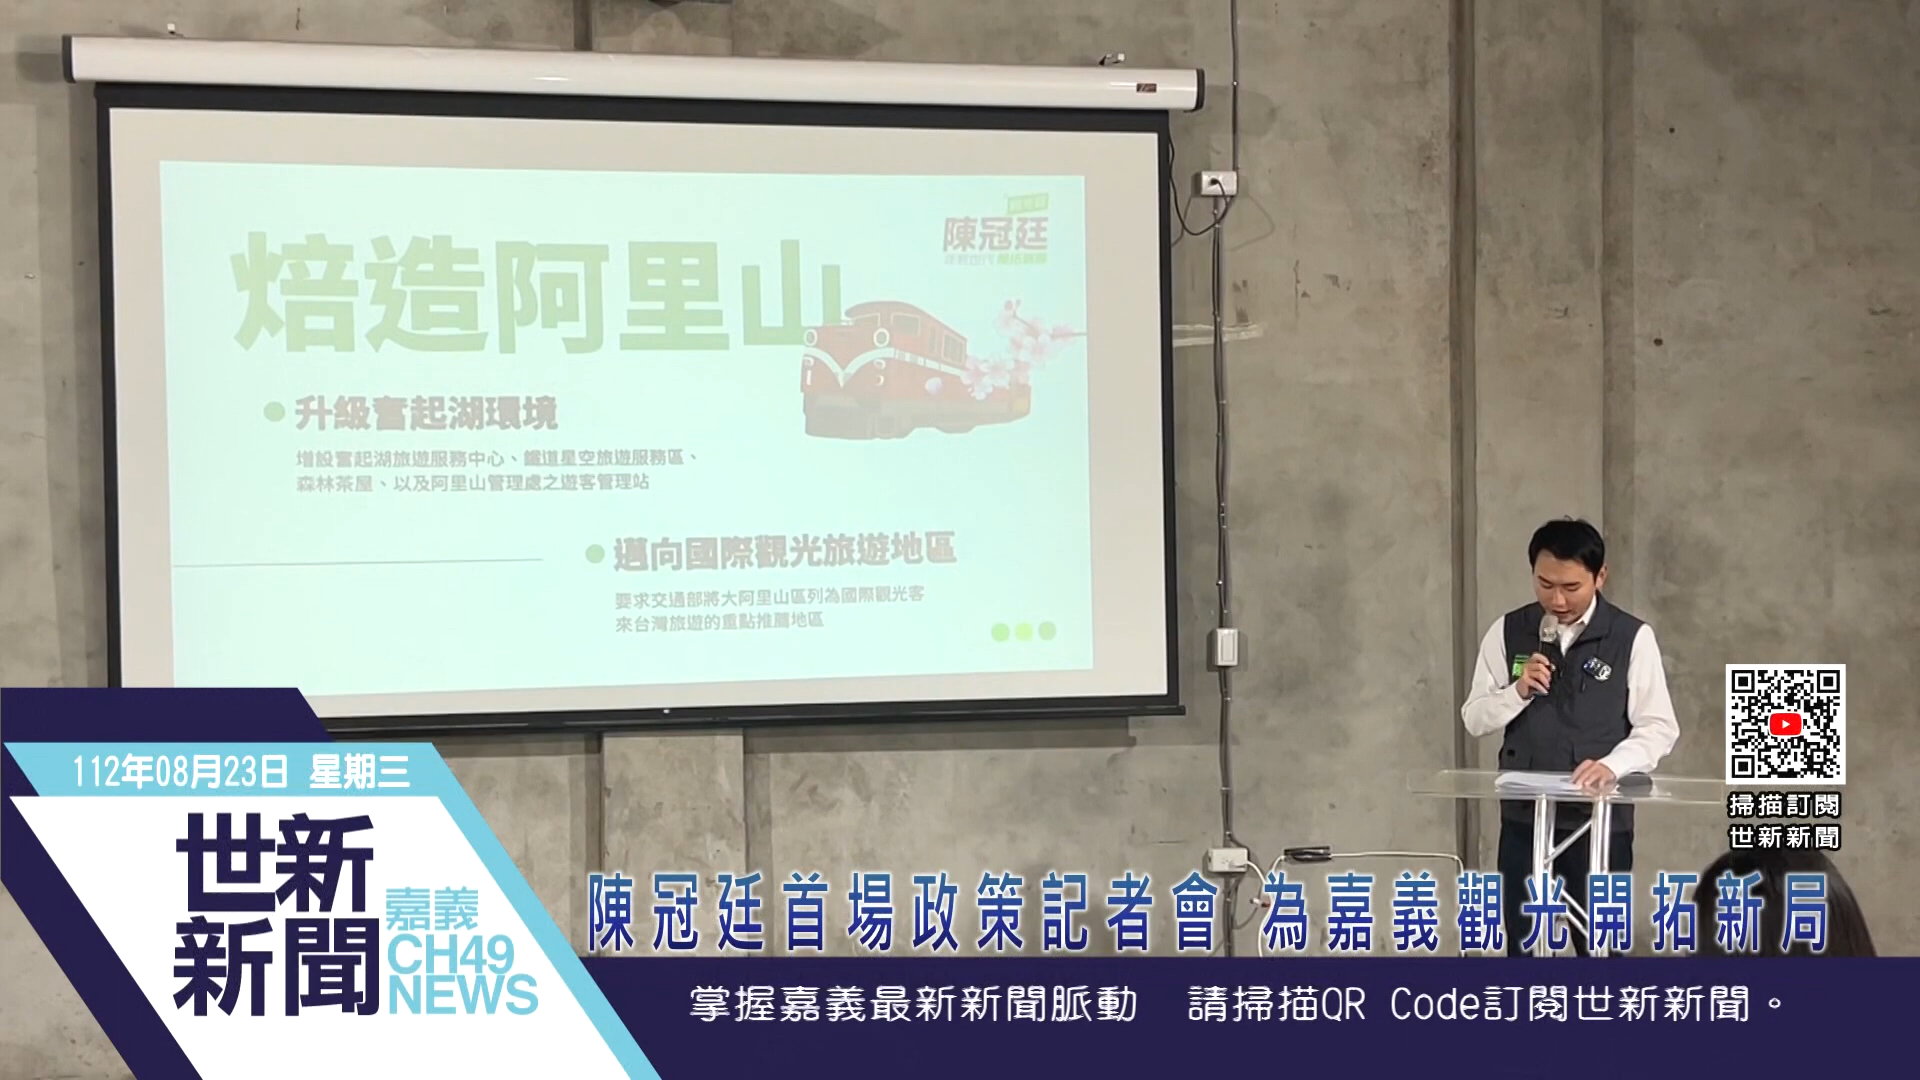 焙造阿里山
陳冠廷
升級奮起湖環境
增設奮起湖旅遊服務中心、鐵道星空旅遊服務區、
森林茶屋、以及阿里山管理處之遊客管理站
邁向國際觀光旅遊地區
要求交通部將大阿里山區列為國際觀光客
來台灣旅遊的重點推薦地區
112年08月23日 星期三
世新
新聞
嘉義
CH49
NEWS
掃描訂閱
世新新聞
陳冠廷首場政策記者會 為嘉義觀光開拓新局
掌握嘉義最新新聞脈動 請掃描QR Code訂閱世新新聞。